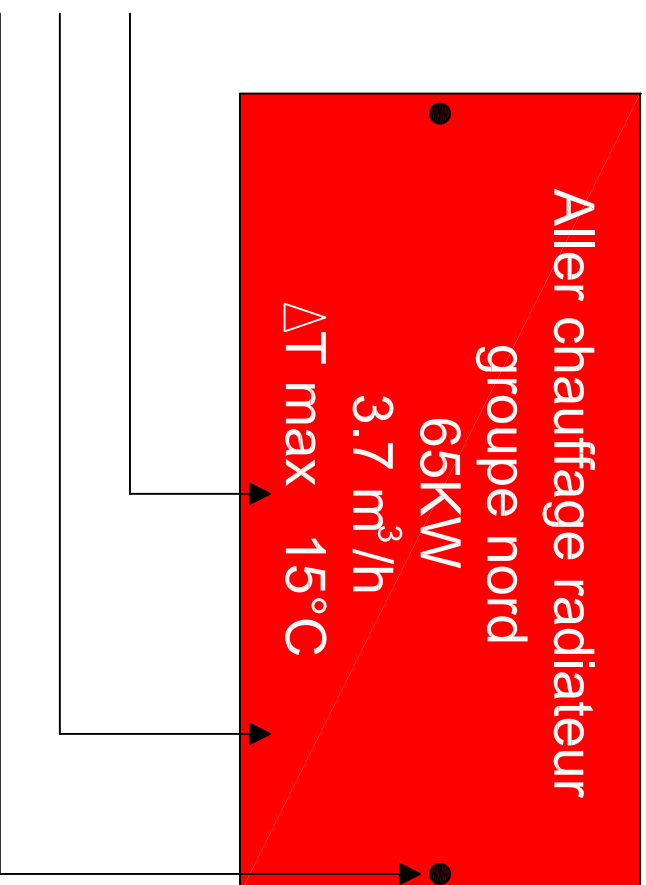 Aller chauffage radiateur
groupe nord
65KW
3.7 m³/h
ΔT max 15°C